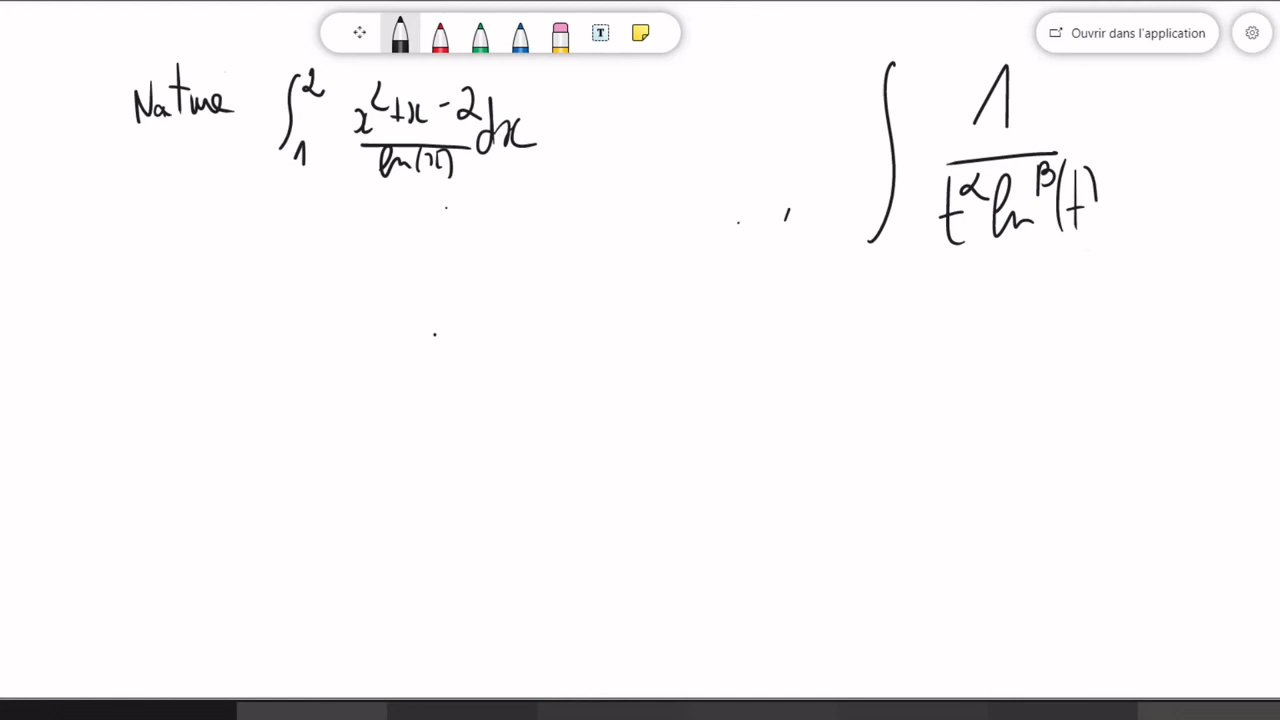 Ouvrir dans l'application
Nature ∫₁² (x²+x-2)/ln(x) dx
∫ 1/(t^α ln^β(t))